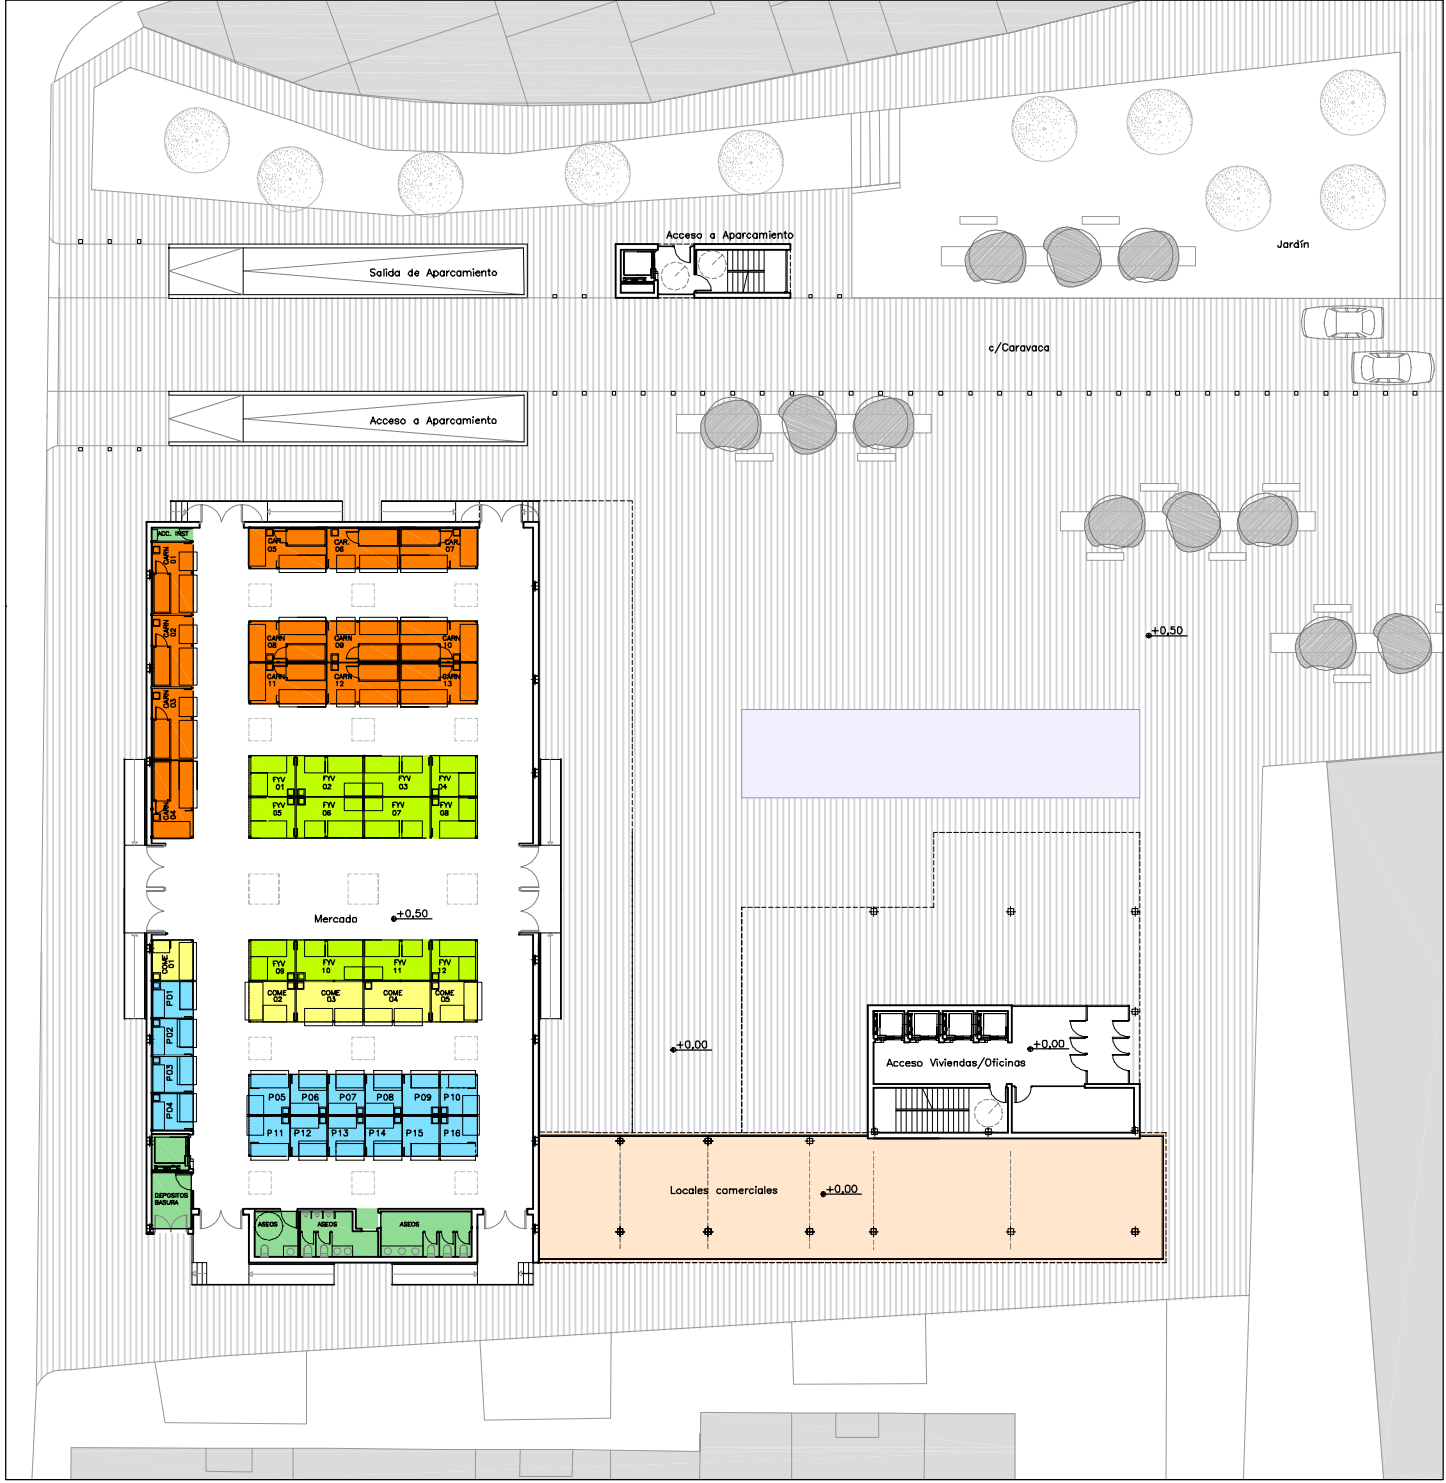 Acceso a Aparcamiento
Jardín
Salida de Aparcamiento
c/Caravaca
Acceso a Aparcamiento
ACC. INST
CAR.
05
CAR.
06
CAR.
07
CARN
01
CARN
02
CARN
03
CARN
04
CARN
08
CARN
09
CARN
10
CARN
11
CARN
12
CARN
13
+0,50
FYV
01
FYV
02
FYV
03
FYV
04
FYV
05
FYV
06
FYV
07
FYV
08
Mercado
+0,50
COME
01
FYV
09
FYV
10
FYV
11
FYV
12
COME
02
COME
03
COME
04
COME
05
P01
P02
P03
P04
+0,00
+0,00
Acceso Viviendas/Oficinas
P05
P06
P07
P08
P09
P10
P11
P12
P13
P14
P15
P16
DEPOSITOS
BASURA
Locales comerciales
+0,00
ASEOS
ASEOS
ASEOS